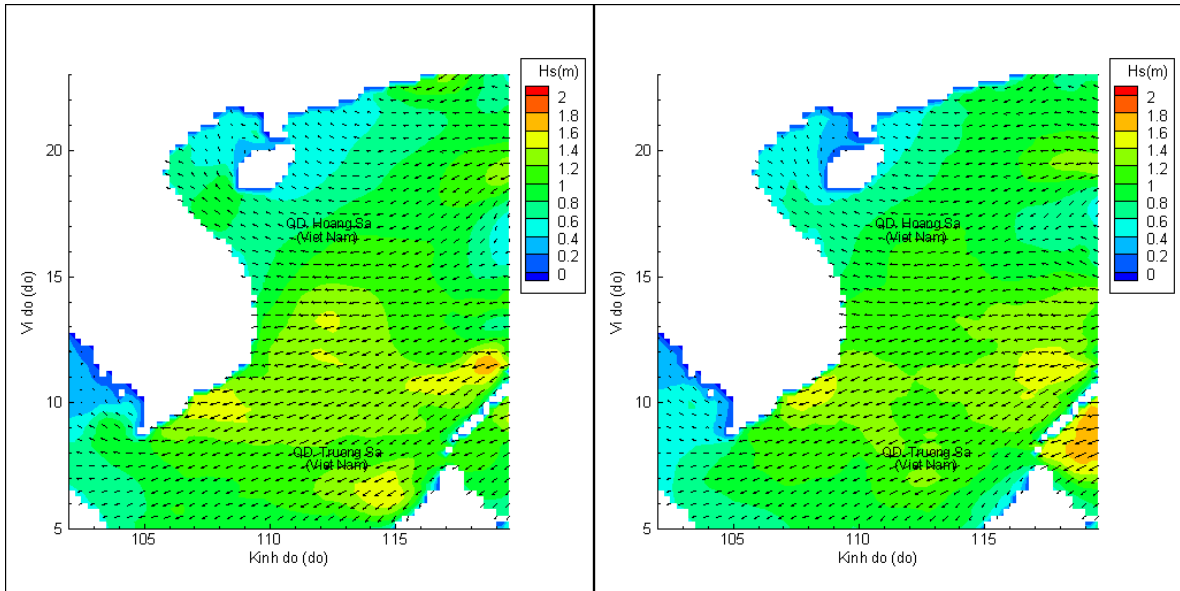 Hs(m)
2
1.8
1.6
1.4
1.2
1
0.8
0.6
0.4
0
20
15
10
5
105
110
115
Vi do (do)
Kinh do (do)
QD. Hoang Sa
(Viet Nam)
QD. Truong Sa
(Viet Nam)
Hs(m)
2
1.8
1.6
1.4
1.2
1
0.8
0.6
0.4
0
20
15
10
5
105
110
115
Vi do (do)
Kinh do (do)
QD. Hoang Sa
(Viet Nam)
QD. Truong Sa
(Viet Nam)